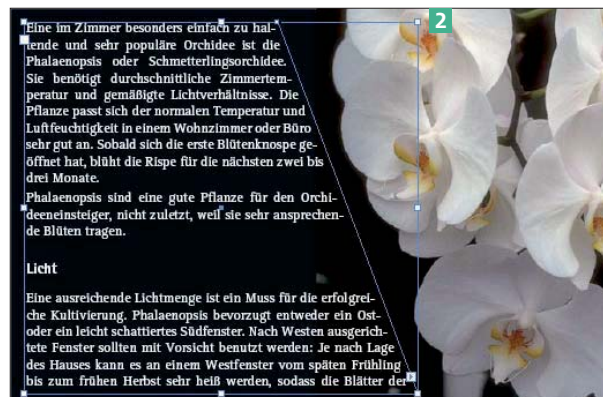 2
Eine im Zimmer besonders einfach zu hal-
tende und sehr populäre Orchidee ist die
Phalaenopsis oder Schmetterlingsorchidee.
Sie benötigt durchschnittliche Zimmertem-
peratur und gemäßigte Lichtverhältnisse. Die
Pflanze passt sich der normalen Temperatur und
Luftfeuchtigkeit in einem Wohnzimmer oder Büro
sehr gut an. Sobald sich die erste Blütenknospe ge-
öffnet hat, blüht die Rispe für die nächsten zwei bis
drei Monate.
Phalaenopsis sind eine gute Pflanze für den Orchi-
deeneinsteiger, nicht zuletzt, weil sie sehr ansprechen-
de Blüten tragen.
Licht
Eine ausreichende Lichtmenge ist ein Muss für die erfolgrei-
che Kultivierung. Phalaenopsis bevorzugt entweder ein Ost-
oder ein leicht schattiertes Südfenster. Nach Westen ausgerich-
tete Fenster sollten mit Vorsicht benutzt werden: Je nach Lage
des Hauses kann es an einem Westfenster vom späten Frühling
bis zum frühen Herbst sehr heiß werden, sodass die Blätter der